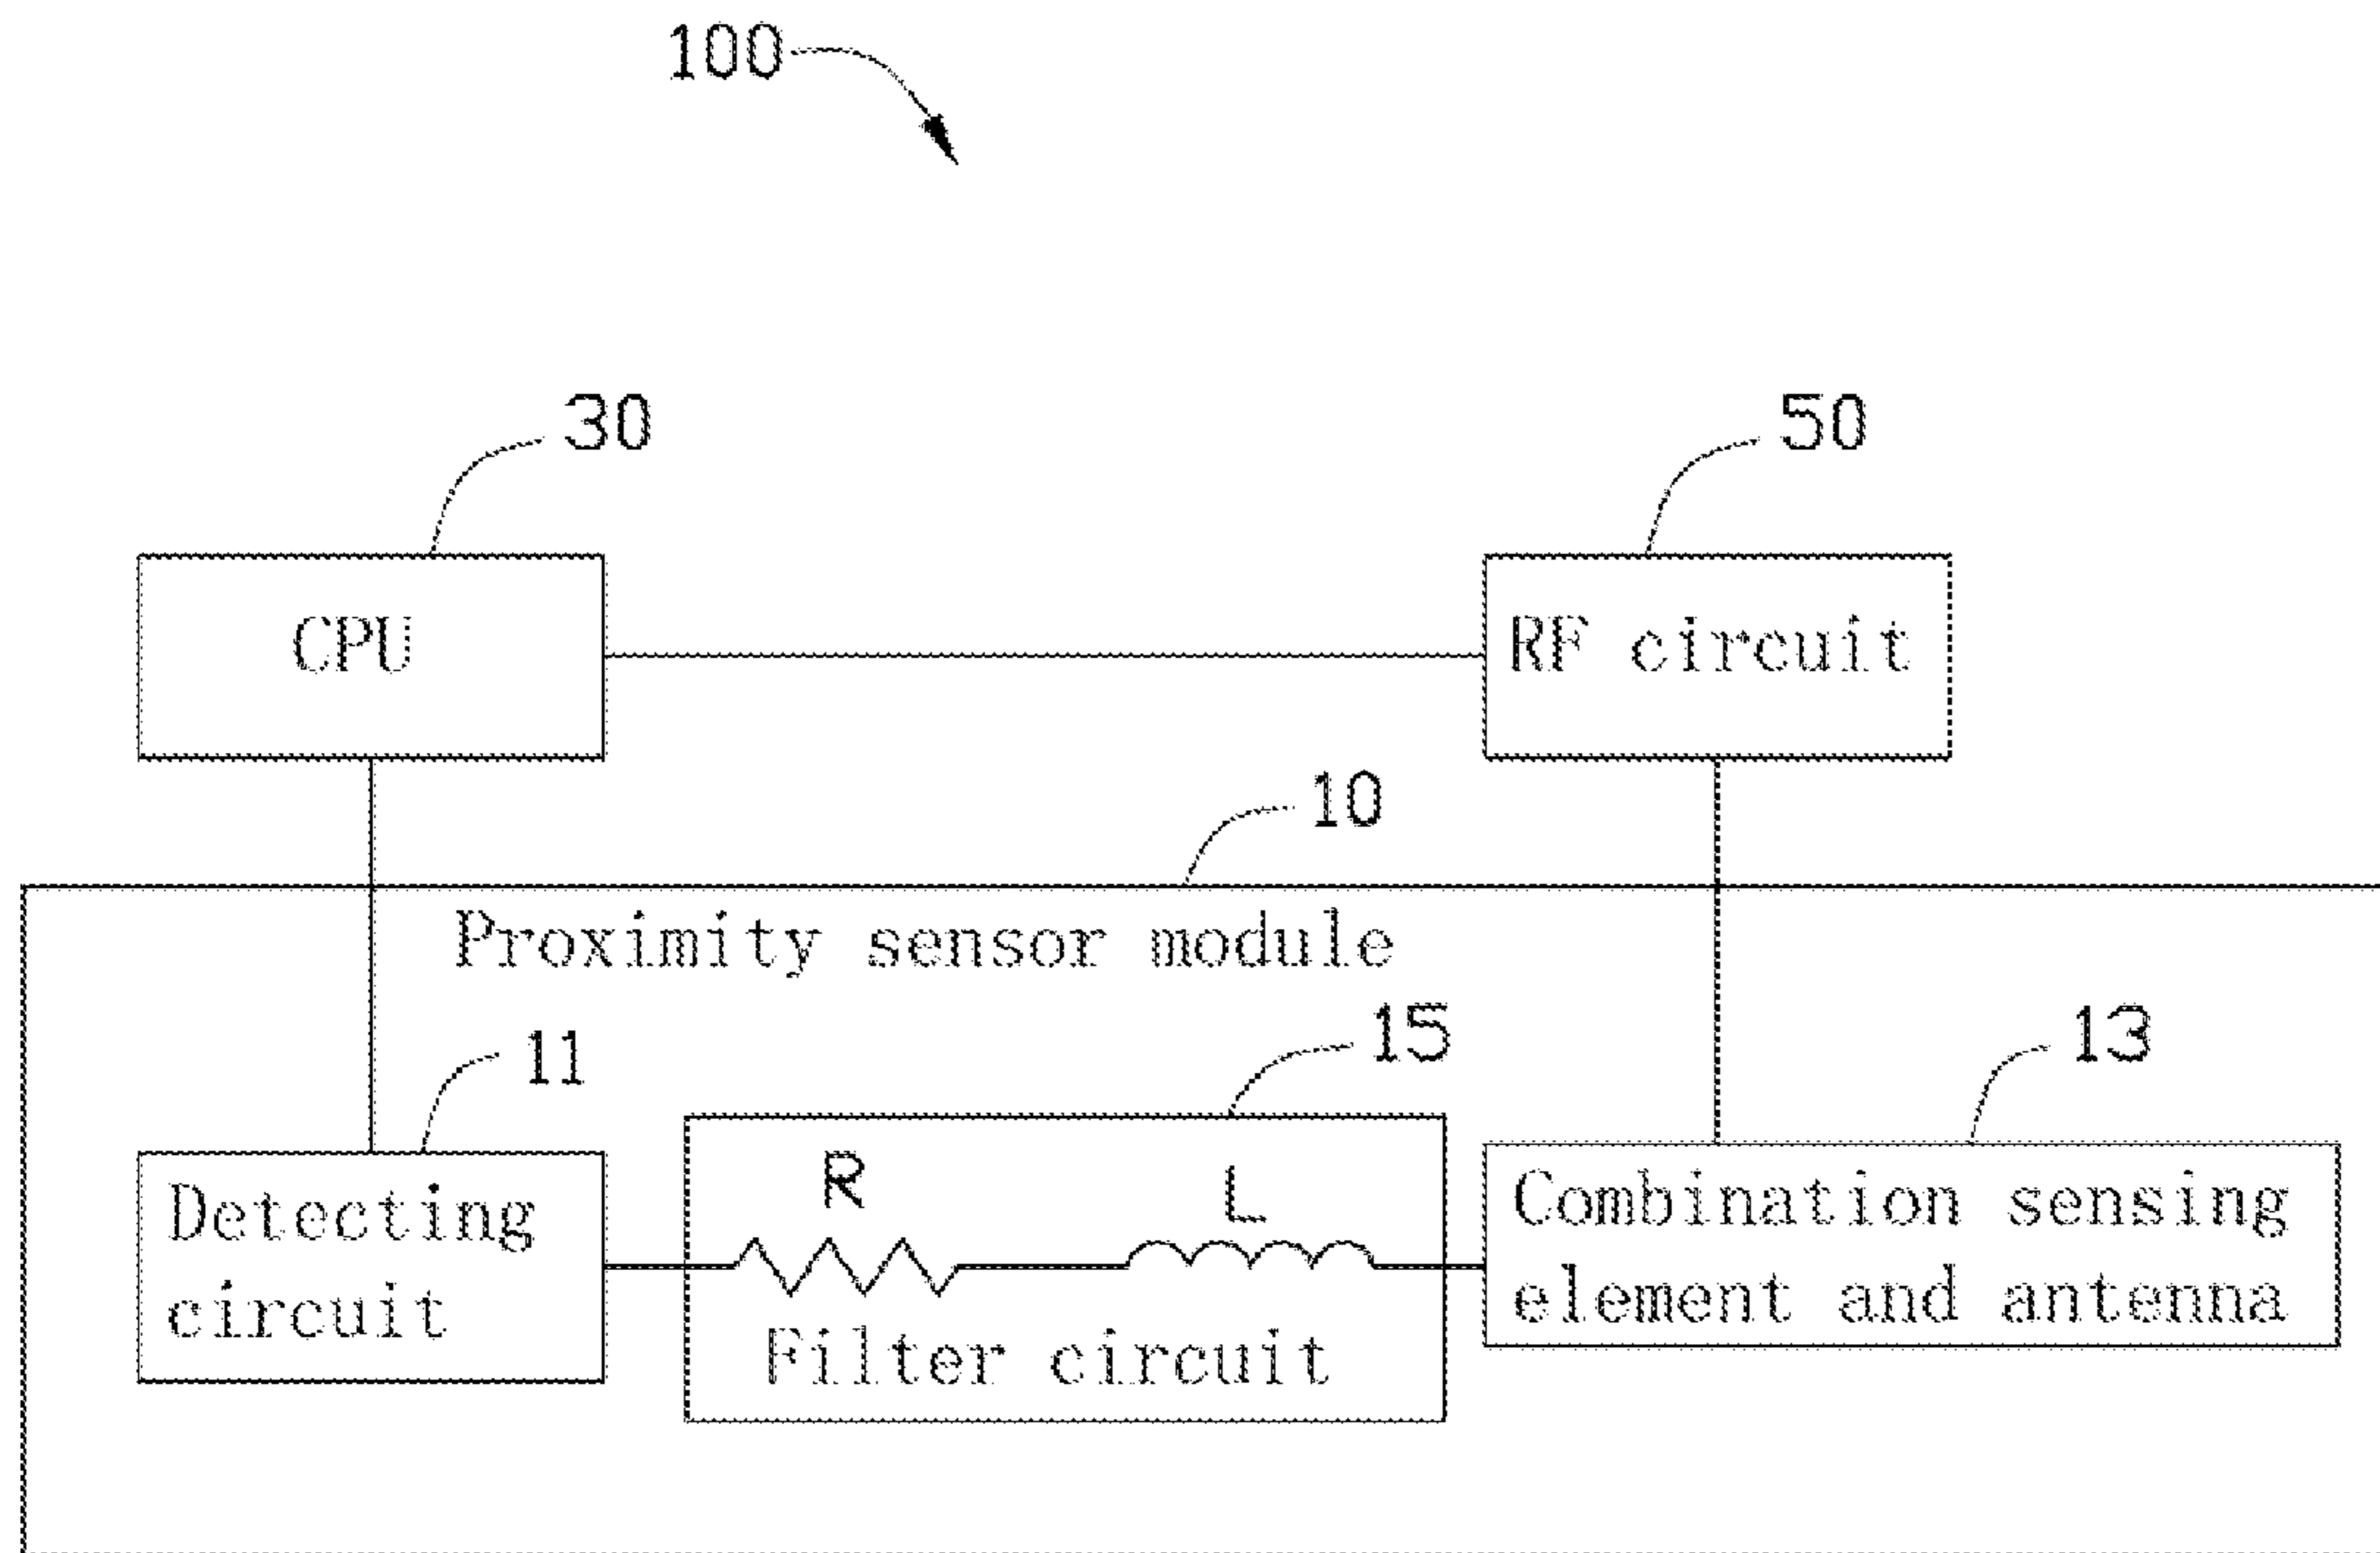 100
30
50
CPU
RF circuit
10
Proximity sensor module
11
15
13
Detecting
circuit
R
L
Filter circuit
Combination sensing
element and antenna